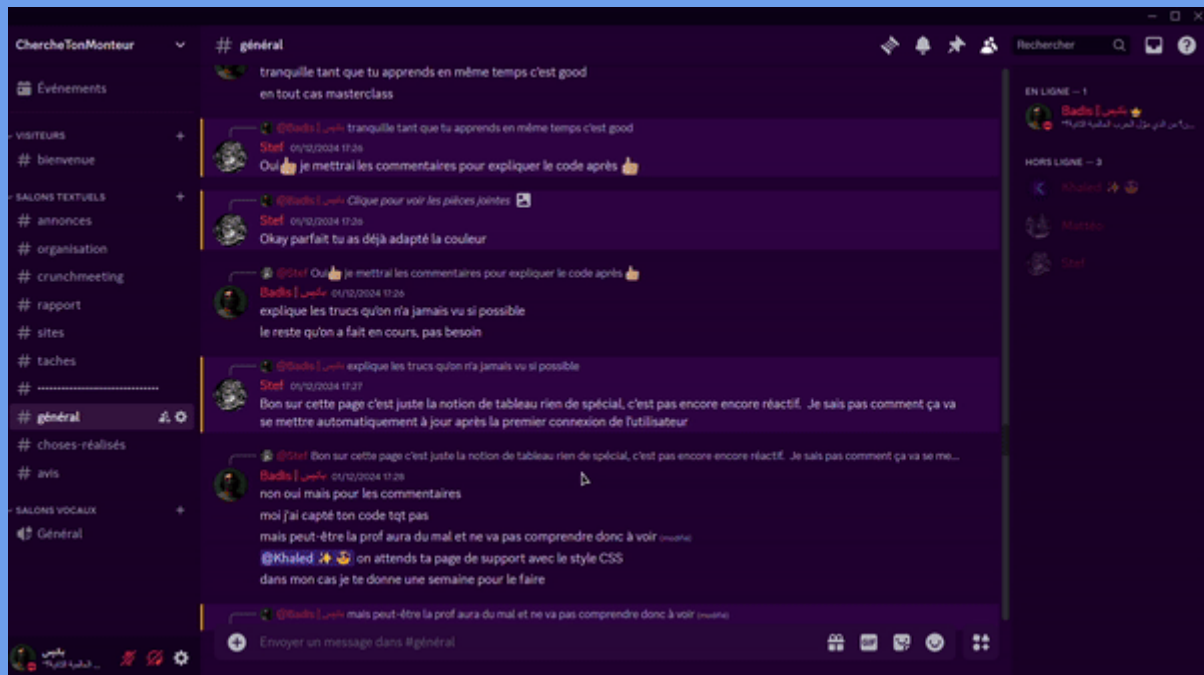 ChercheTonMonteur
Événements
VISITEURS
# bienvenue
SALONS TEXTUELS
# annonces
# organisation
# crunchmeeting
# rapport
# sites
# taches
# ------------------------------
# général
# choses-réalisés
# avis
SALONS VOCAUX
Général
# général
Rechercher
tranquille tant que tu apprends en même temps c'est good
en tout cas masterclass
@Badis | باديس tranquille tant que tu apprends en même temps c'est good
Stef 01/12/2024 17:26
Oui👍 je mettrai les commentaires pour expliquer le code après 👍
@Badis | باديس Clique pour voir les pièces jointes
Stef 01/12/2024 17:26
Okay parfait tu as déjà adapté la couleur
@Stef Oui👍 je mettrai les commentaires pour expliquer le code après 👍
Badis | باديس 01/12/2024 17:26
explique les trucs qu'on n'a jamais vu si possible
le reste qu'on a fait en cours, pas besoin
@Badis | باديس explique les trucs qu'on n'a jamais vu si possible
Stef 01/12/2024 17:27
Bon sur cette page c'est juste la notion de tableau rien de spécial, c'est pas encore encore réactif. Je sais pas comment ça va
se mettre automatiquement à jour après la premier connexion de l'utilisateur
@Stef Bon sur cette page c'est juste la notion de tableau rien de spécial, c'est pas encore encore réactif. Je sais pas comment ça va se me...
Badis | باديس 01/12/2024 17:28
non oui mais pour les commentaires
moi j'ai capté ton code tqt pas
mais peut-être la prof aura du mal et ne va pas comprendre donc à voir (modifié)
@Khaled on attends ta page de support avec le style CSS
dans mon cas je te donne une semaine pour le faire
@Badis | باديس mais peut-être la prof aura du mal et ne va pas comprendre donc à voir (modifié)
Envoyer un message dans #général
GIF
EN LIGNE — 1
Badis | باديس
HORS LIGNE — 3
Khaled
Mattéo
Stef
باديس